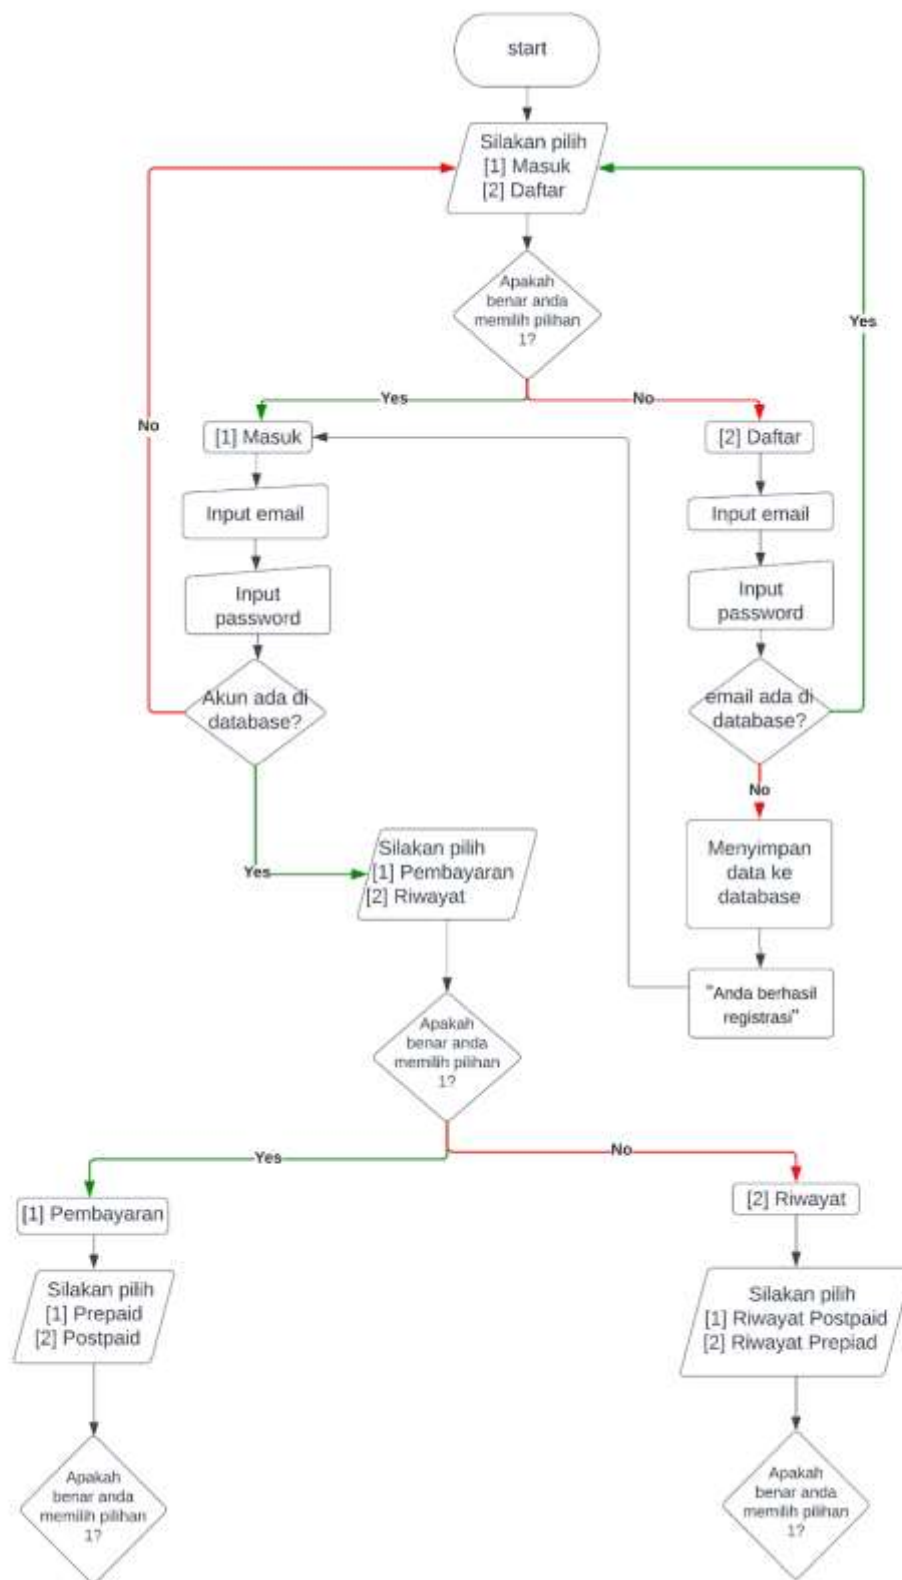 start
Silakan pilih
[1] Masuk
[2] Daftar
Apakah
benar anda
memilih pilihan
1?
Yes
No
No
Yes
[1] Masuk
[2] Daftar
Input email
Input email
Input
password
Input
password
Akun ada di
database?
email ada di
database?
No
Menyimpan
data ke
database
Yes
Silakan pilih
[1] Pembayaran
[2] Riwayat
"Anda berhasil
registrasi"
Apakah
benar anda
memilih pilihan
1?
Yes
No
[1] Pembayaran
[2] Riwayat
Silakan pilih
[1] Prepaid
[2] Postpaid
Silakan pilih
[1] Riwayat Postpaid
[2] Riwayat Prepiad
Apakah
benar anda
memilih pilihan
1?
Apakah
benar anda
memilih pilihan
1?